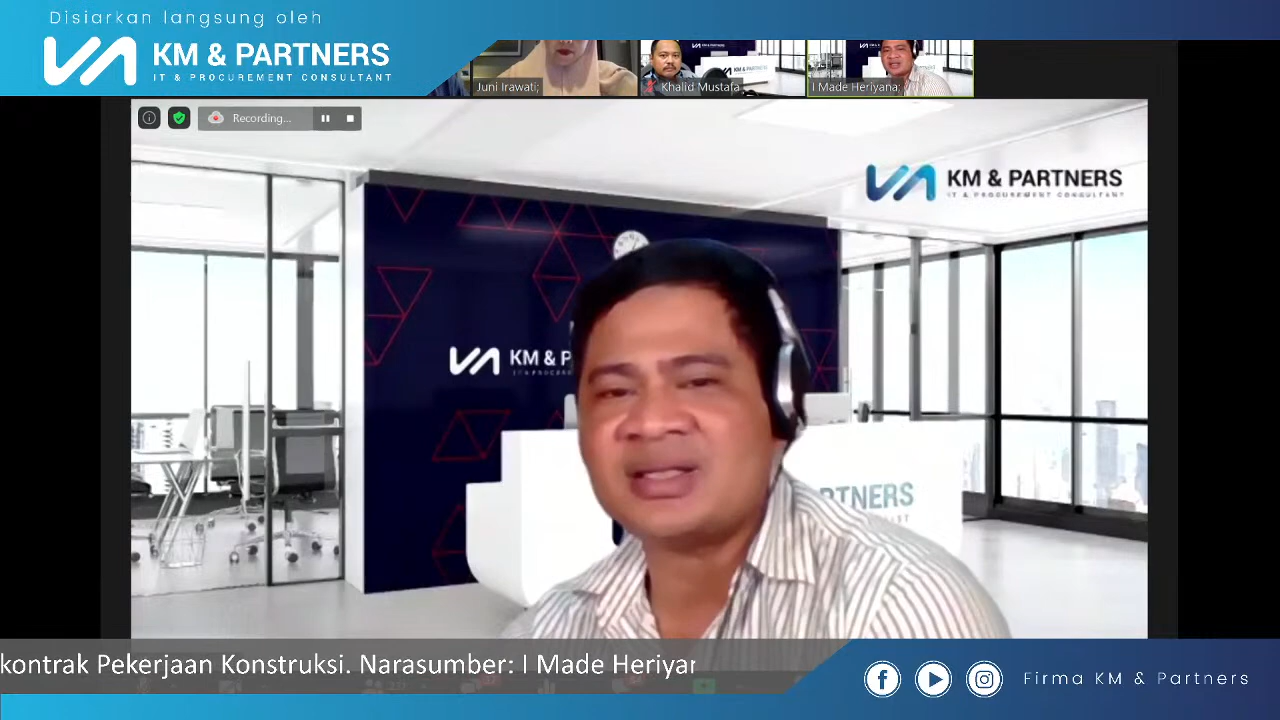 Disiarkan langsung oleh
KM & PARTNERS
IT & PROCUREMENT CONSULTANT
Juni Irawati;
Khalid Mustafa
I Made Heriyana;
Recording...
KM & PARTNERS
IT & PROCUREMENT CONSULTANT
KM & P
RTNERS
kontrak Pekerjaan Konstruksi. Narasumber: I Made Heriyar
Firma KM & Partners